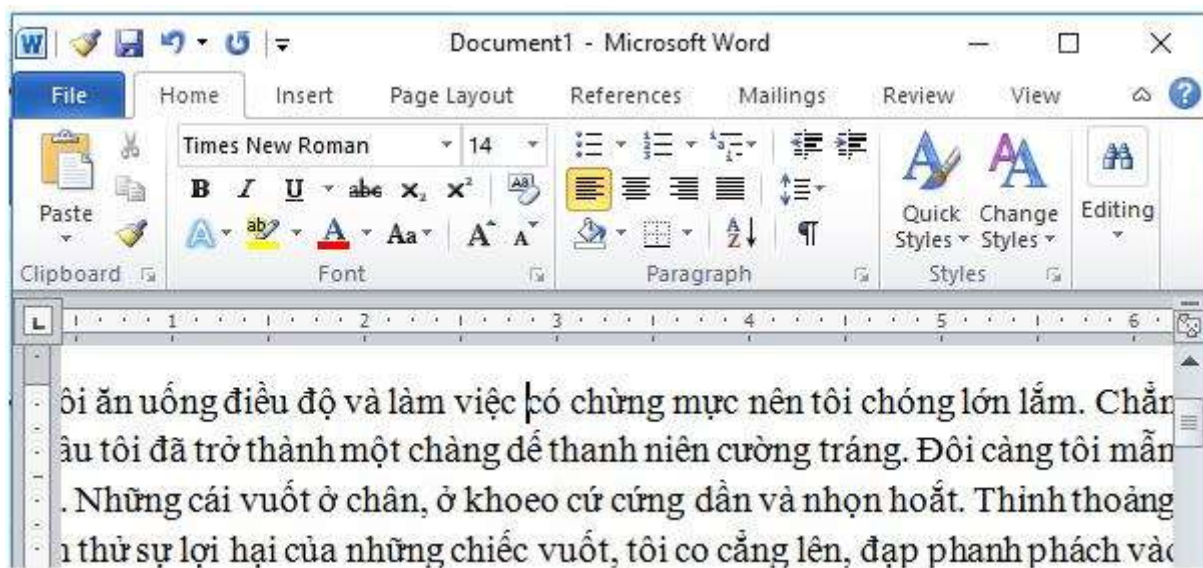 Document1 - Microsoft Word
File Home Insert Page Layout References Mailings Review View
Times New Roman 14
B I U abc x₂ x²
Paste
A ab A Aa A A
A Z ¶
Quick Styles Change Styles Editing
Clipboard Font Paragraph Styles
L 1 2 3 4 5 6
ôi ăn uống điều độ và làm việc có chừng mực nên tôi chóng lớn lắm. Chẳn
âu tôi đã trở thành một chàng dế thanh niên cường tráng. Đôi càng tôi mẫn
. Những cái vuốt ở chân, ở khoeo cứ cứng dần và nhọn hoắt. Thỉnh thoảng
thử sự lợi hại của những chiếc vuốt, tôi co cẳng lên, đạp phanh phách